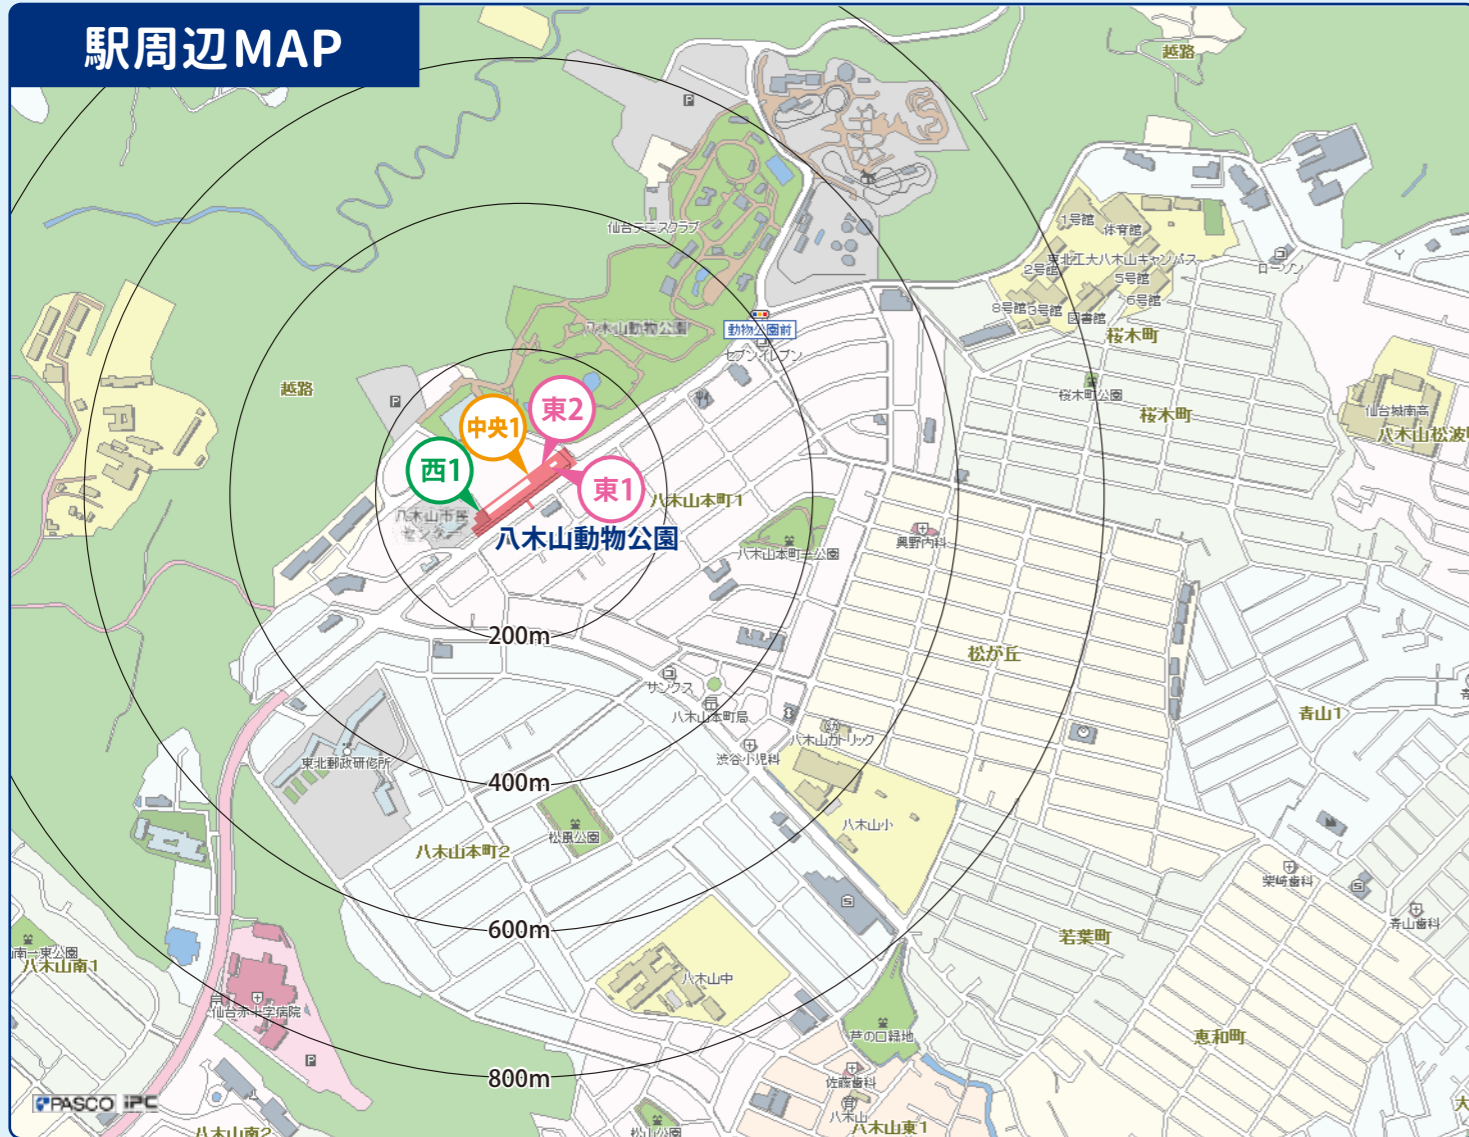 駅周辺MAP
越路
P
仙台テニスクラブ
1号館
体育館
東北工大八木山キャンパス
2号館
5号館
6号館
8号館
3号館
図書館
ローソン
八木山動物公園
動物公園前
セブンイレブン
桜木町
越路
P
桜木町公園
桜木町
仙台城南高
八木山松波町
東2
中央1
西1
東1
八木山本町1
八木山市民
センター
八木山動物公園
八木山本町一公園
興野内科
200m
松が丘
サンクス
八木山本町局
青山1
八木山カトリック
渋谷小児科
東北郵政研修所
400m
八木山小
松風公園
八木山本町2
柴崎歯科
S
S
青山歯科
600m
若葉町
南一東公園
八木山南1
八木山中
仙台赤十字病院
芦の口緑地
恵和町
P
800m
佐藤歯科
PASCO iPC
八木山
八木山南2
松山公園
八木山東1